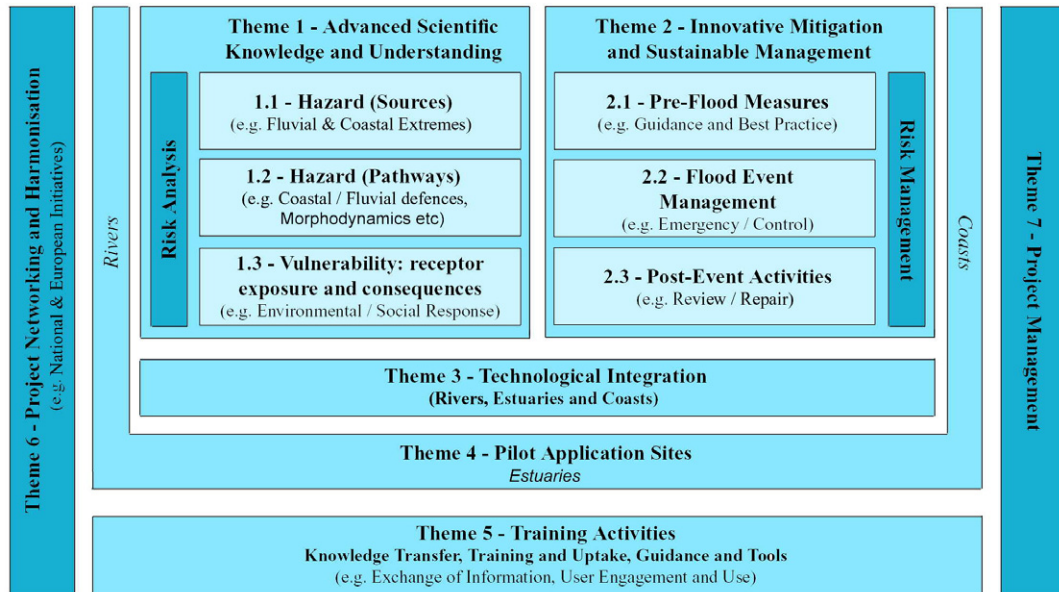 Theme 6 - Project Networking and Harmonisation
(e.g. National & European Initiatives)
Rivers
Theme 1 - Advanced Scientific
Knowledge and Understanding
Risk Analysis
1.1 - Hazard (Sources)
(e.g. Fluvial & Coastal Extremes)
1.2 - Hazard (Pathways)
(e.g. Coastal / Fluvial defences,
Morphodynamics etc)
1.3 - Vulnerability: receptor
exposure and consequences
(e.g. Environmental / Social Response)
Theme 2 - Innovative Mitigation
and Sustainable Management
2.1 - Pre-Flood Measures
(e.g. Guidance and Best Practice)
2.2 - Flood Event
Management
(e.g. Emergency / Control)
2.3 - Post-Event Activities
(e.g. Review / Repair)
Risk Management
Coasts
Theme 3 - Technological Integration
(Rivers, Estuaries and Coasts)
Theme 4 - Pilot Application Sites
Estuaries
Theme 5 - Training Activities
Knowledge Transfer, Training and Uptake, Guidance and Tools
(e.g. Exchange of Information, User Engagement and Use)
Theme 7 - Project Management